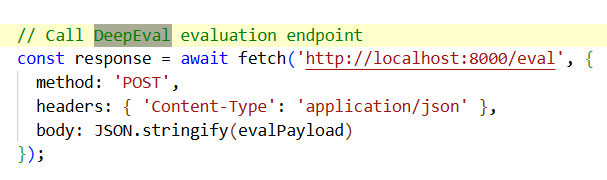 // Call DeepEval evaluation endpoint
const response = await fetch('http://localhost:8000/eval', {
  method: 'POST',
  headers: { 'Content-Type': 'application/json' },
  body: JSON.stringify(evalPayload)
});